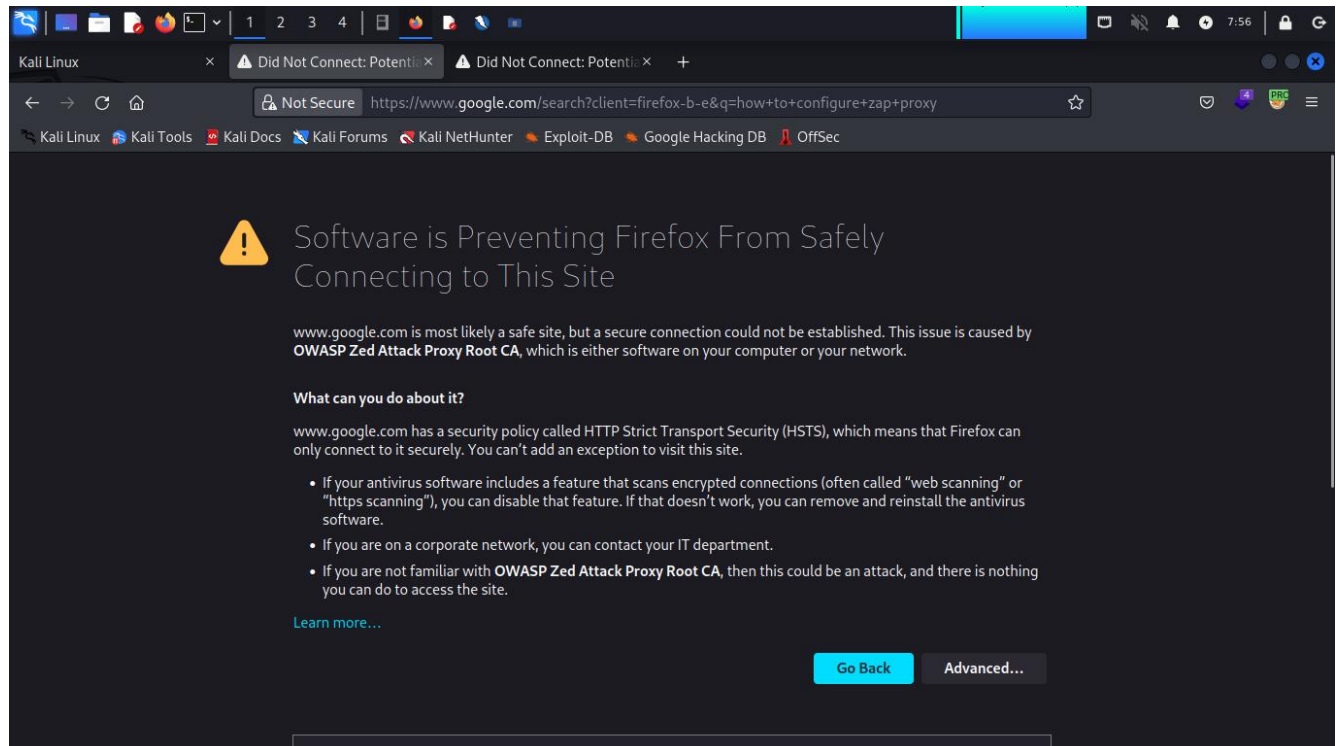 1 2 3 4 7:56
Kali Linux Did Not Connect: Potentia Did Not Connect: Potentia
Not Secure https://www.google.com/search?client=firefox-b-e&q=how+to+configure+zap+proxy 4 PRC
Kali Linux Kali Tools Kali Docs Kali Forums Kali NetHunter Exploit-DB Google Hacking DB OffSec
Software is Preventing Firefox From Safely
Connecting to This Site
www.google.com is most likely a safe site, but a secure connection could not be established. This issue is caused by
OWASP Zed Attack Proxy Root CA, which is either software on your computer or your network.
What can you do about it?
www.google.com has a security policy called HTTP Strict Transport Security (HSTS), which means that Firefox can
only connect to it securely. You can’t add an exception to visit this site.
• If your antivirus software includes a feature that scans encrypted connections (often called “web scanning” or
“https scanning”), you can disable that feature. If that doesn’t work, you can remove and reinstall the antivirus
software.
• If you are on a corporate network, you can contact your IT department.
• If you are not familiar with OWASP Zed Attack Proxy Root CA, then this could be an attack, and there is nothing
you can do to access the site.
Learn more…
Go Back Advanced…